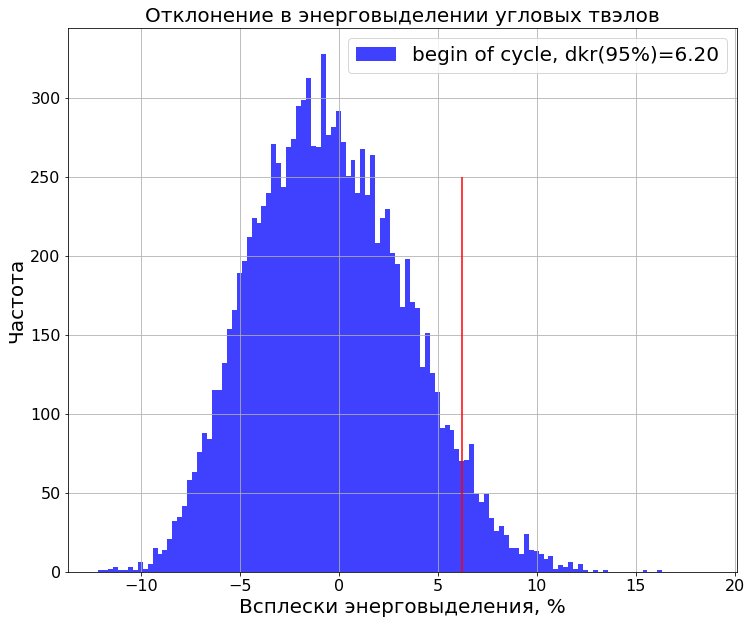 Отклонение в энерговыделении угловых твэлов
begin of cycle, dkr(95%)=6.20
Частота
300
250
200
150
100
50
0
−10 −5 0 5 10 15 20
Всплески энерговыделения, %